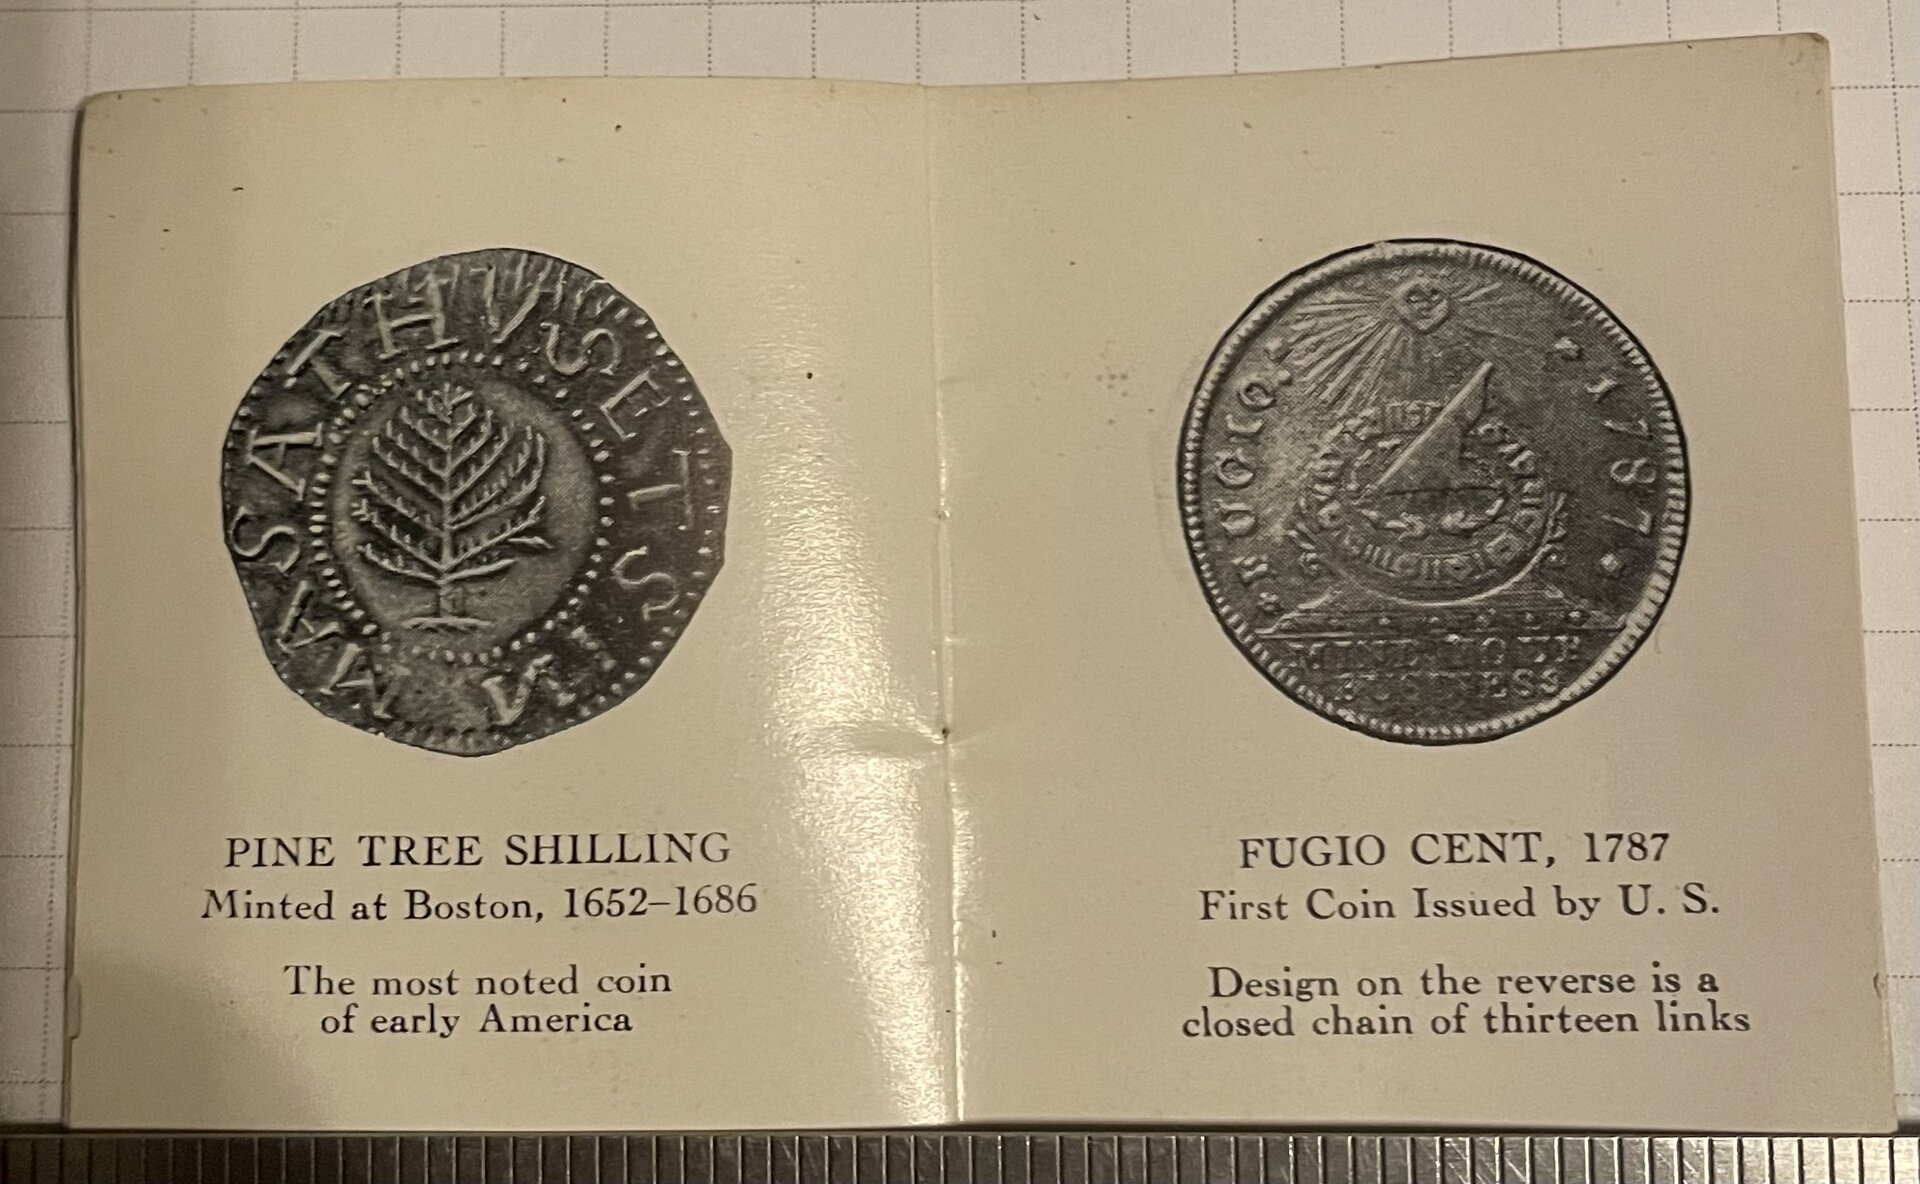 MASATHVSETS IN
PINE TREE SHILLING
Minted at Boston, 1652–1686
The most noted coin
of early America
FUGIO.
1787
MIND YOUR
BUSINESS
FUGIO CENT, 1787
First Coin Issued by U. S.
Design on the reverse is a
closed chain of thirteen links